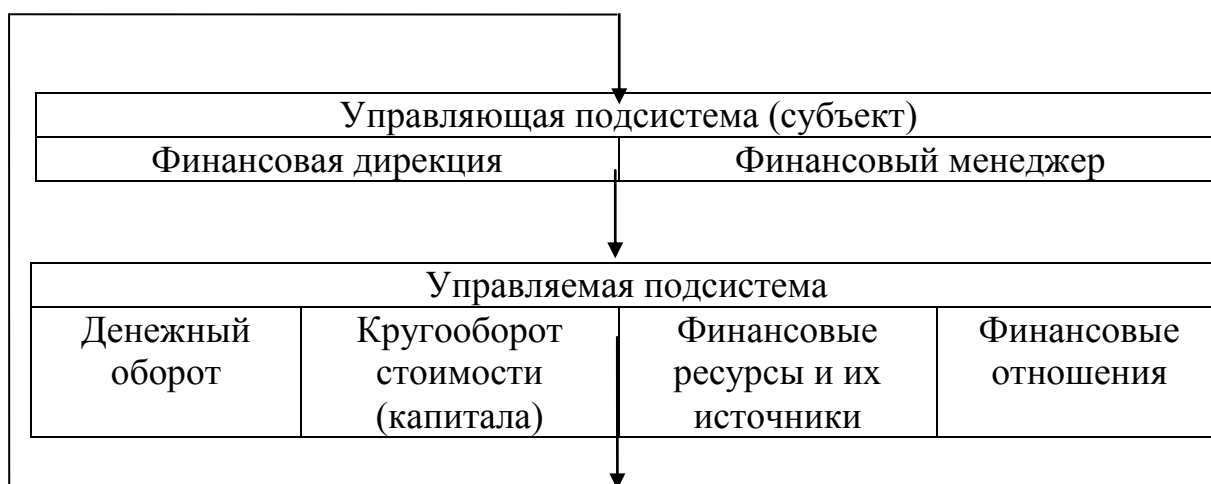 Управляющая подсистема (субъект)
Финансовая дирекция
Финансовый менеджер
Управляемая подсистема
Денежный
оборот
Кругооборот
стоимости
(капитала)
Финансовые
ресурсы и их
источники
Финансовые
отношения